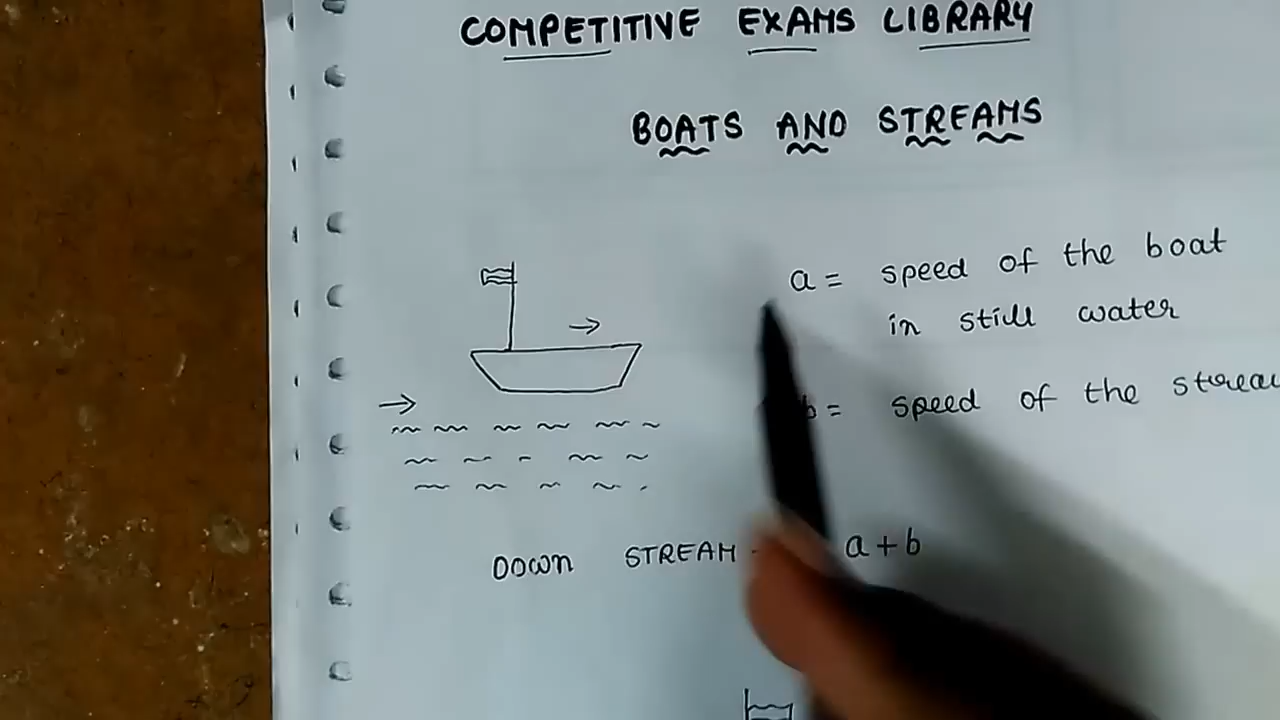 COMPETITIVE EXAMS LIBRARY
BOATS AND STREAMS
a = speed of the boat
in still water
b = speed of the
DOWN STREAM a + b